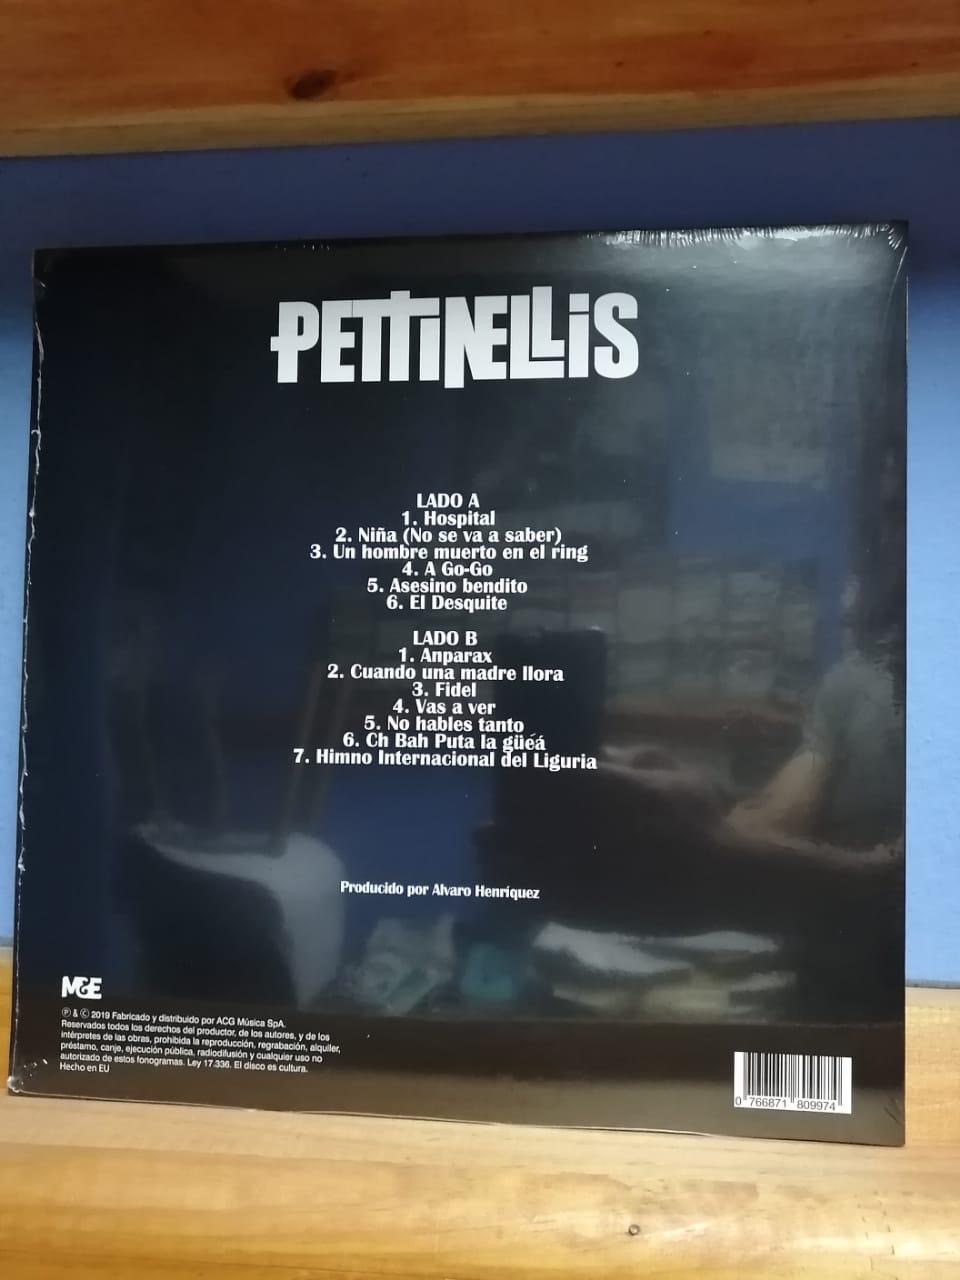 PETTINELLIS
LADO A
1. Hospital
2. Niña (No se va a saber)
3. Un hombre muerto en el ring
4. A Go-Go
5. Asesino bendito
6. El Desquite
LADO B
1. Anparax
2. Cuando una madre llora
3. Fidel
4. Vas a ver
5. No hables tanto
6. Ch Bah Puta la güeá
7. Himno Internacional del Liguria
Producido por Alvaro Henríquez
M&E
℗ & © 2019 Fabricado y distribuido por ACG Música SpA.
Reservados todos los derechos del productor, de los autores, y de los
intérpretes de las obras, prohibida la reproducción, regrabación, alquiler,
préstamo, canje, ejecución pública, radiodifusión y cualquier uso no
autorizado de estos fonogramas. Ley 17.336. El disco es cultura.
Hecho en EU
0 766871 809974